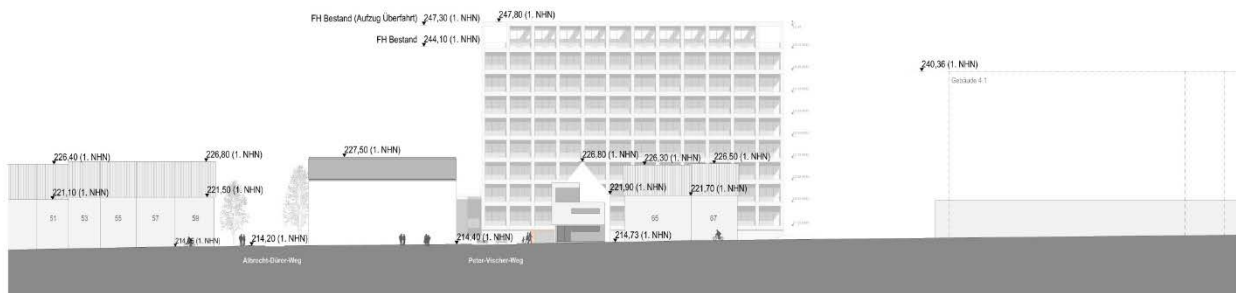 FH Bestand (Aufzug Überfahrt) 247,30 (1. NHN)
247,80 (1. NHN)
FH Bestand 244,10 (1. NHN)
240,36 (1. NHN)
Gebäude 4.1
226,40 (1. NHN)
226,80 (1. NHN)
227,50 (1. NHN)
226,80 (1. NHN)
226,30 (1. NHN)
226,50 (1. NHN)
221,10 (1. NHN)
221,50 (1. NHN)
221,90 (1. NHN)
221,70 (1. NHN)
51
53
55
57
59
65
67
(1. NHN)
214,20 (1. NHN)
214,40 (1. NHN)
214,73 (1. NHN)
Albrecht-Dürer-Weg
Peter-Vischer-Weg